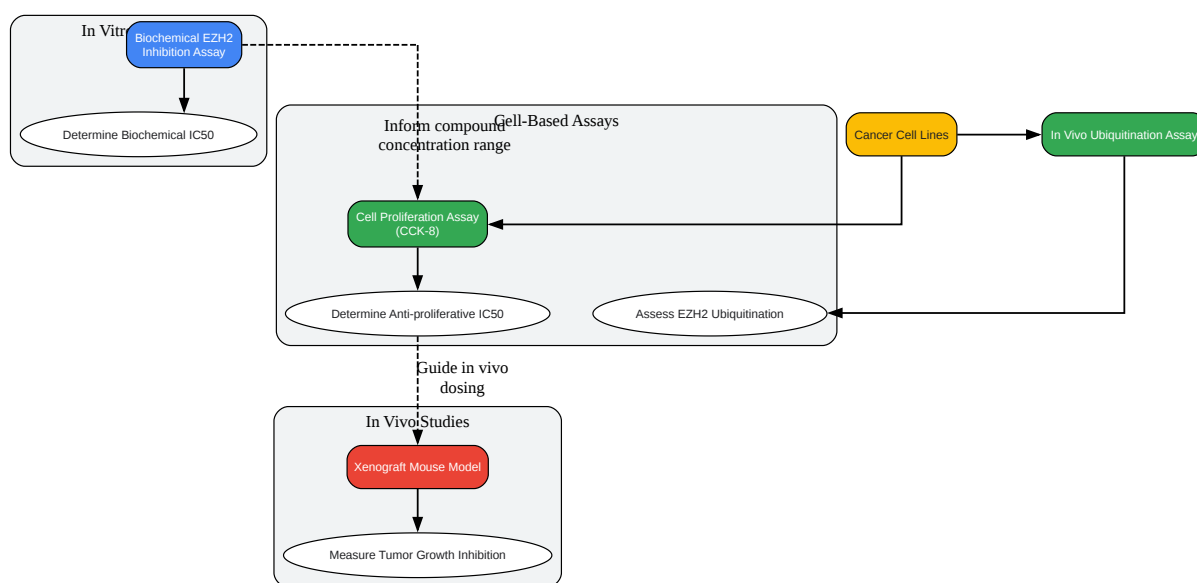 In Vitro
Biochemical EZH2
Inhibition Assay
Determine Biochemical IC50
Inform compound
concentration range
Cell-Based Assays
Cancer Cell Lines
In Vivo Ubiquitination Assay
Cell Proliferation Assay
(CCK-8)
Determine Anti-proliferative IC50
Assess EZH2 Ubiquitination
Guide in vivo
dosing
In Vivo Studies
Xenograft Mouse Model
Measure Tumor Growth Inhibition